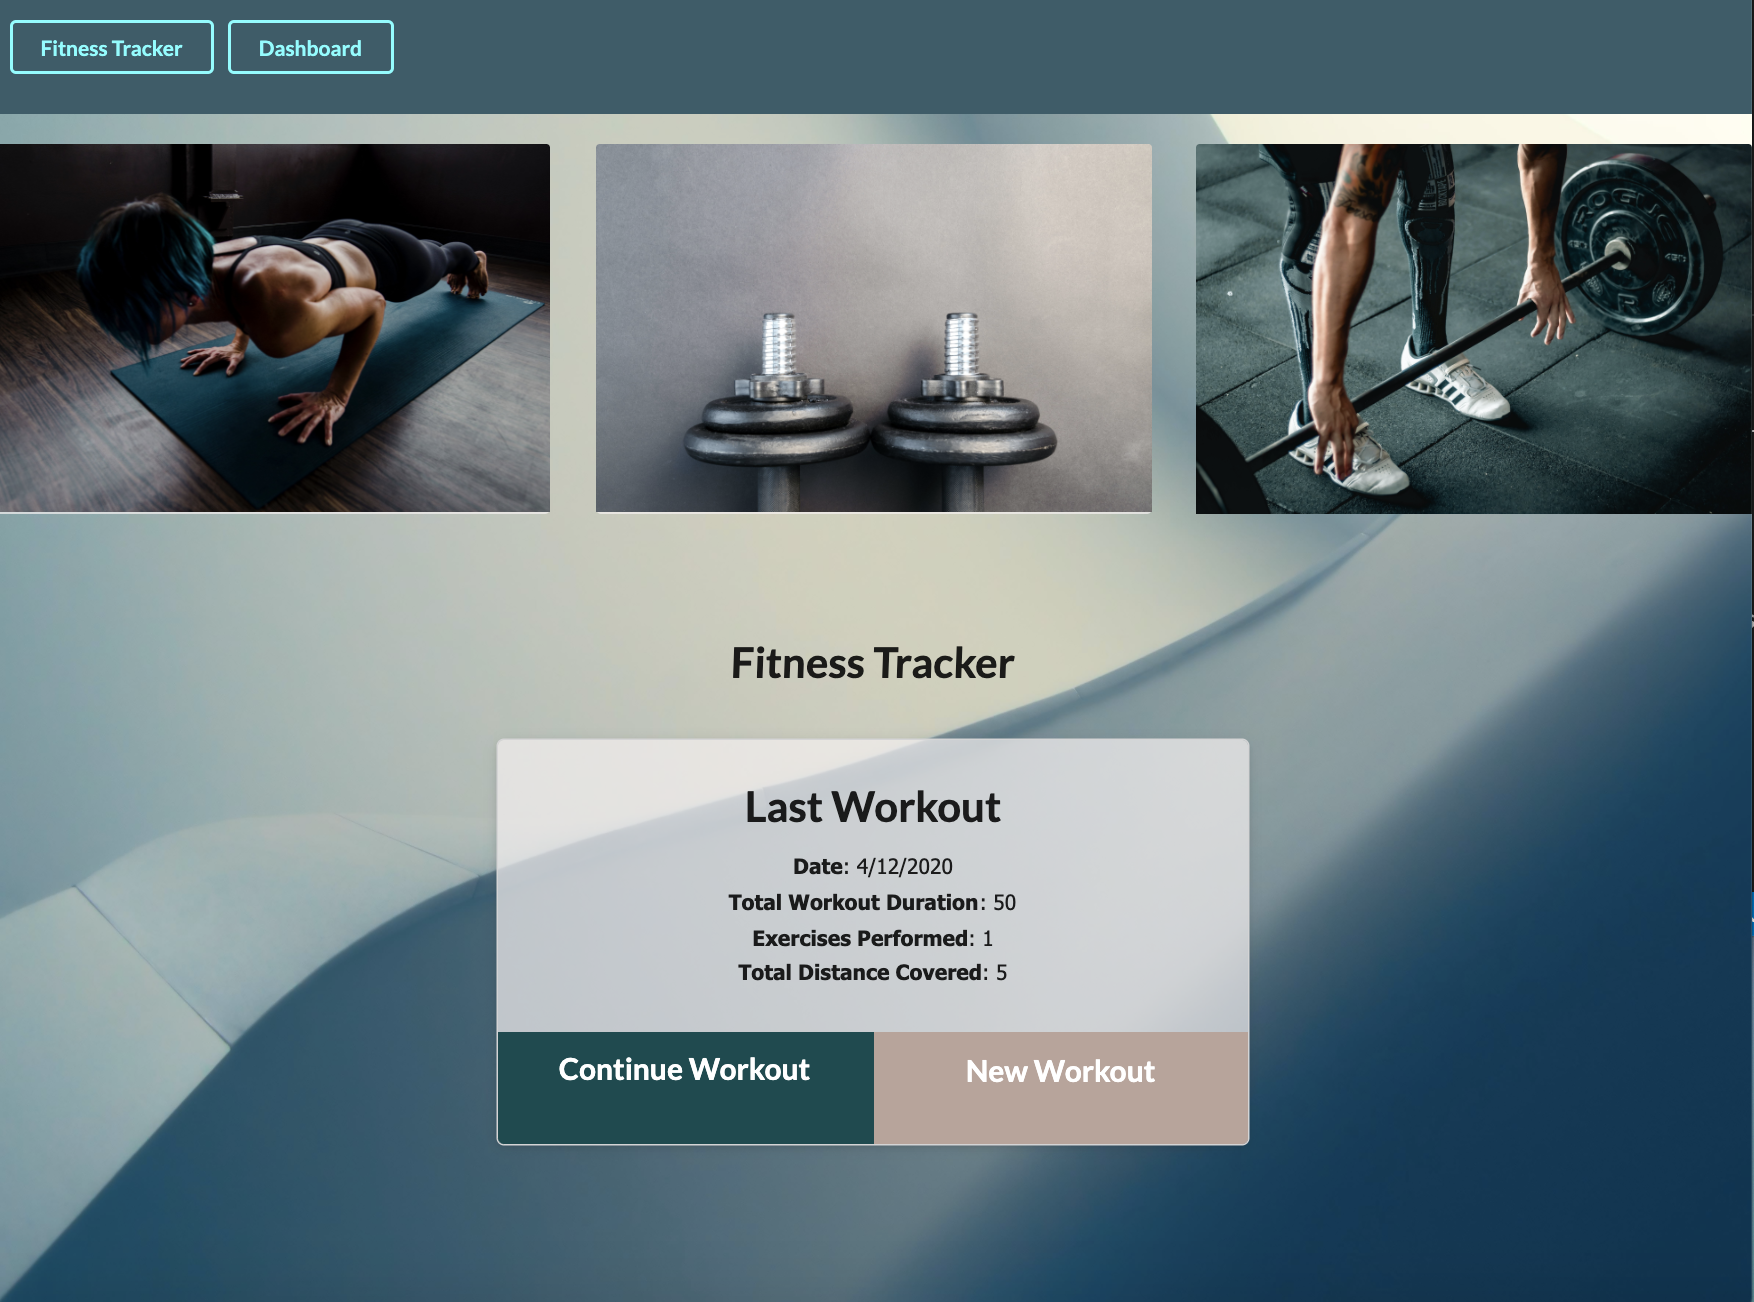 Fitness Tracker
Dashboard
ROGUE
Fitness Tracker
Last Workout
Date: 4/12/2020
Total Workout Duration: 50
Exercises Performed: 1
Total Distance Covered: 5
Continue Workout
New Workout